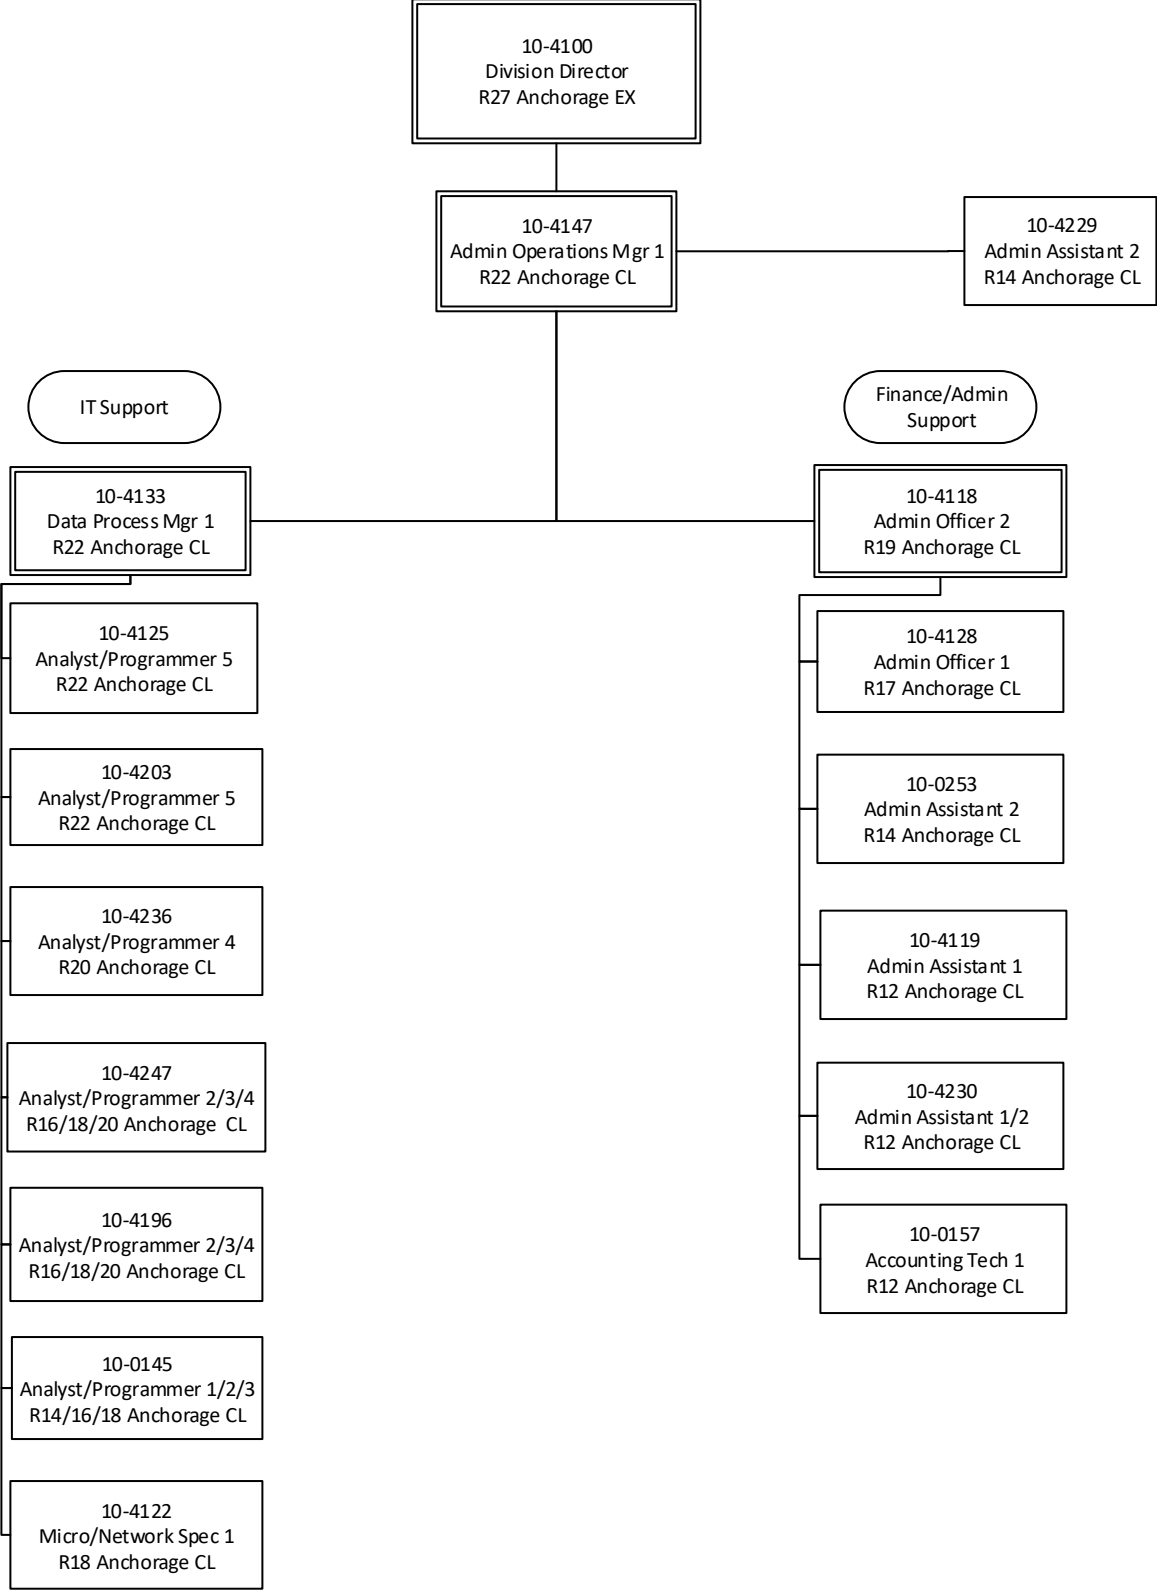 10-4100
Division Director
R27 Anchorage EX
10-4147
Admin Operations Mgr 1
R22 Anchorage CL
10-4229
Admin Assistant 2
R14 Anchorage CL
IT Support
Finance/Admin
Support
10-4133
Data Process Mgr 1
R22 Anchorage CL
10-4125
Analyst/Programmer 5
R22 Anchorage CL
10-4203
Analyst/Programmer 5
R22 Anchorage CL
10-4236
Analyst/Programmer 4
R20 Anchorage CL
10-4247
Analyst/Programmer 2/3/4
R16/18/20 Anchorage  CL
10-4196
Analyst/Programmer 2/3/4
R16/18/20 Anchorage CL
10-0145
Analyst/Programmer 1/2/3
R14/16/18 Anchorage CL
10-4122
Micro/Network Spec 1
R18 Anchorage CL
10-4118
Admin Officer 2
R19 Anchorage CL
10-4128
Admin Officer 1
R17 Anchorage CL
10-0253
Admin Assistant 2
R14 Anchorage CL
10-4119
Admin Assistant 1
R12 Anchorage CL
10-4230
Admin Assistant 1/2
R12 Anchorage CL
10-0157
Accounting Tech 1
R12 Anchorage CL